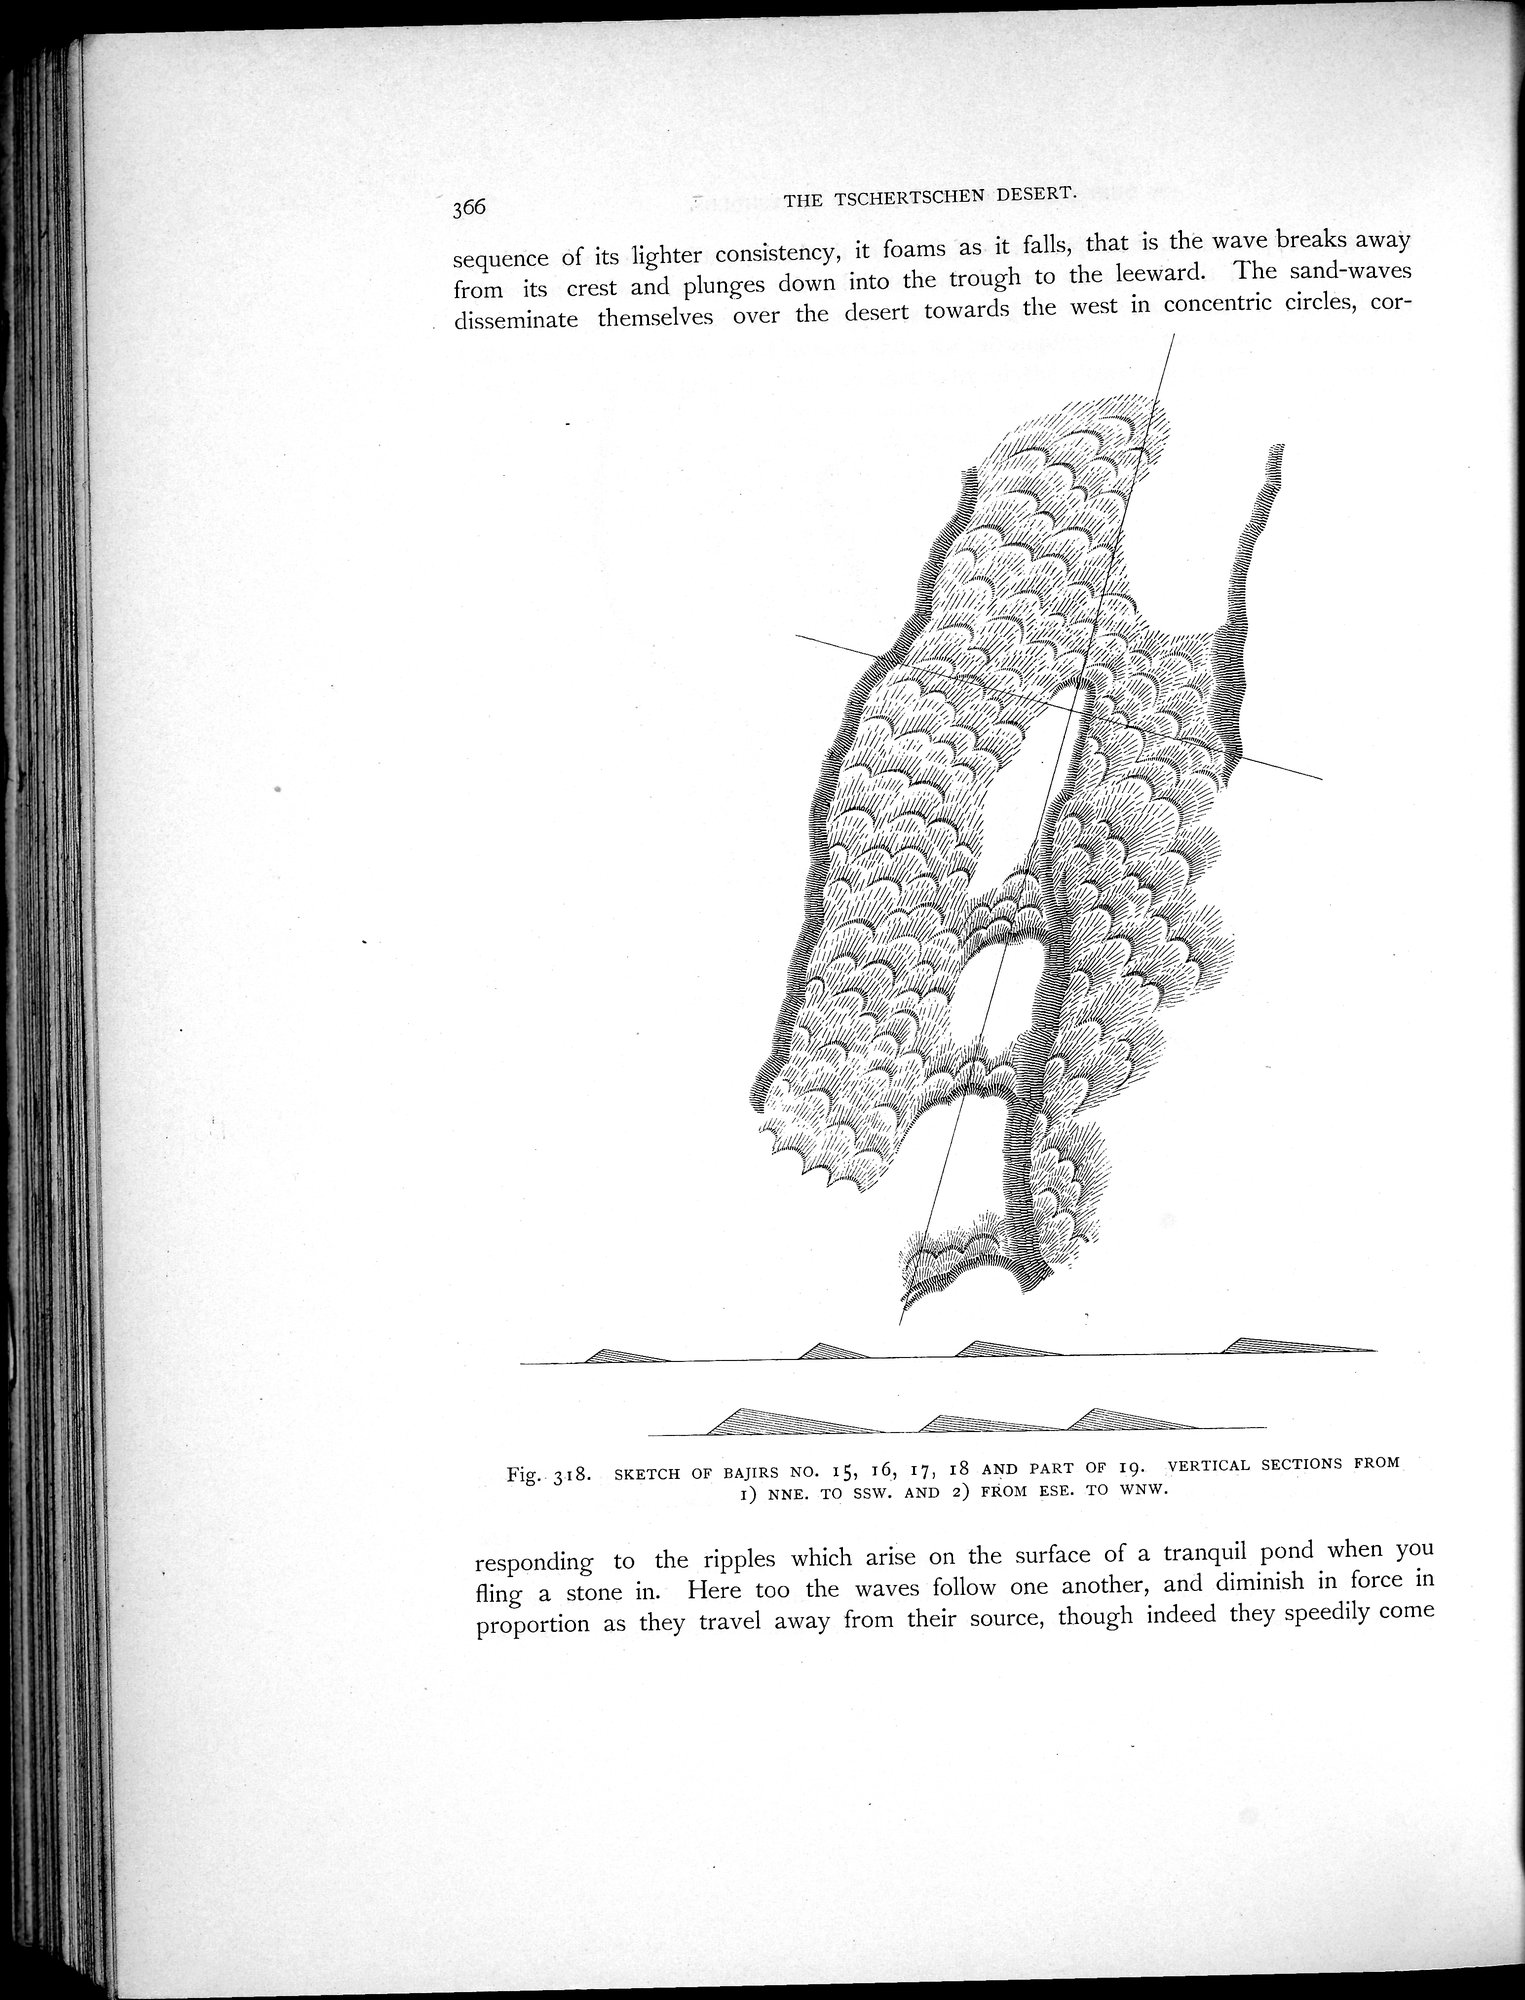 366
THE TSCHERTSCHEN DESERT.
sequence of its lighter consistency, it foams as it falls, that is the wave breaks away
from its crest and plunges down into the trough to the leeward. The sand-waves
disseminate themselves over the desert towards the west in concentric circles, cor-
Fig. 318. SKETCH OF BAJIRS NO. 15, 16, 17, 18 AND PART OF 19. VERTICAL SECTIONS FROM
1) NNE. TO SSW. AND 2) FROM ESE. TO WNW.
responding to the ripples which arise on the surface of a tranquil pond when you
fling a stone in. Here too the waves follow one another, and diminish in force in
proportion as they travel away from their source, though indeed they speedily come